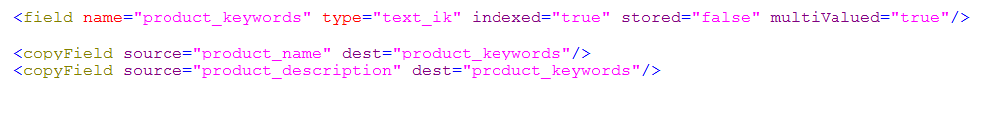 <field name="product_keywords" type="text_ik" indexed="true" stored="false" multiValued="true"/>
<copyField source="product_name" dest="product_keywords"/>
<copyField source="product_description" dest="product_keywords"/>